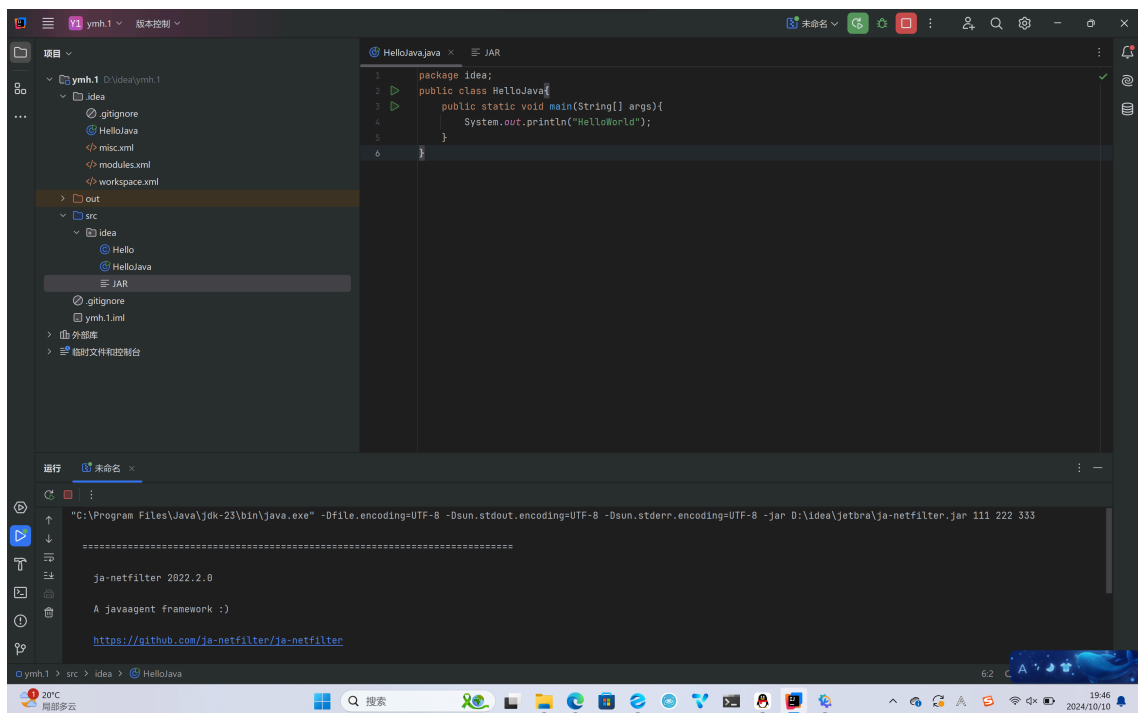 Y1 ymh.1 版本控制 未命名
项目
HelloJava.java JAR
ymh.1 D:\idea\ymh.1
.idea
.gitignore
HelloJava
misc.xml
modules.xml
workspace.xml
out
src
idea
Hello
HelloJava
JAR
.gitignore
ymh.1.iml
外部库
临时文件和控制台
1 package idea;
2 public class HelloJava{
3 public static void main(String[] args){
4 System.out.println("HelloWorld");
5 }
6 }
运行 未命名
"C:\Program Files\Java\jdk-23\bin\java.exe" -Dfile.encoding=UTF-8 -Dsun.stdout.encoding=UTF-8 -Dsun.stderr.encoding=UTF-8 -jar D:\idea\jetbra\ja-netfilter.jar 111 222 333
============================================================================
ja-netfilter 2022.2.0
A javaagent framework :)
https://github.com/ja-netfilter/ja-netfilter
ymh.1 > src > idea > HelloJava 6:2
A
1 20°C
局部多云
搜索
19:46
2024/10/10